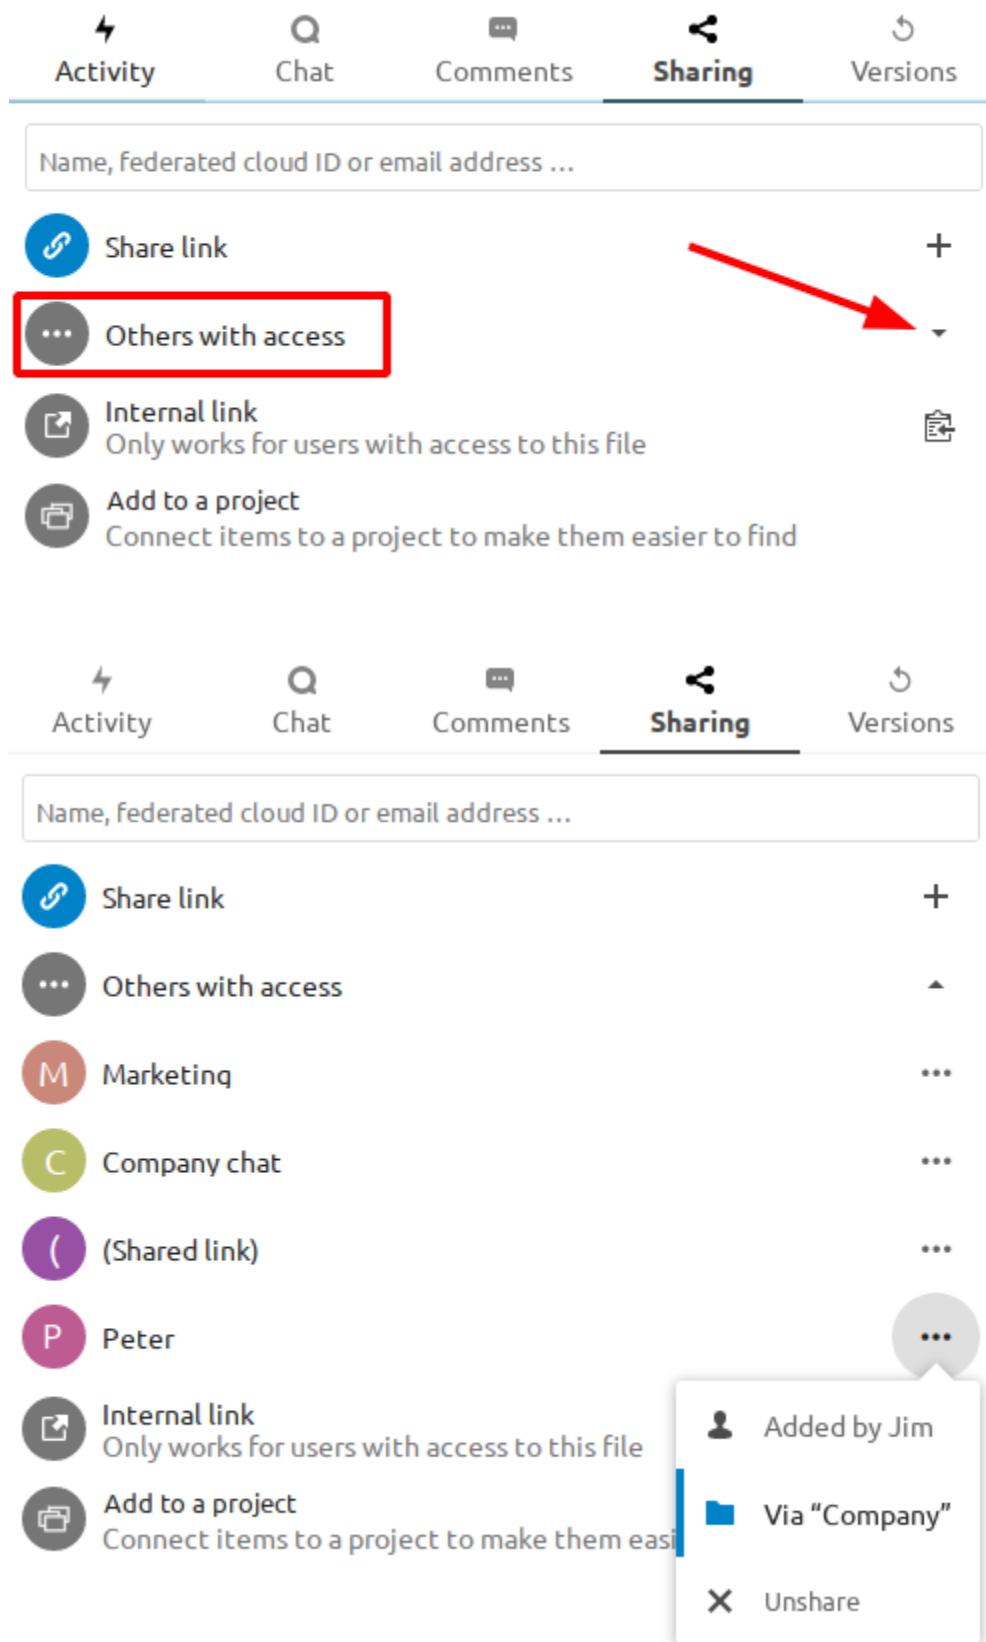 Activity Chat Comments Sharing Versions
Name, federated cloud ID or email address ...
Share link
Others with access
Internal link
Only works for users with access to this file
Add to a project
Connect items to a project to make them easier to find
Activity Chat Comments Sharing Versions
Name, federated cloud ID or email address ...
Share link
Others with access
M Marketing
C Company chat
( (Shared link)
P Peter
Internal link
Only works for users with access to this file
Add to a project
Connect items to a project to make them easi
Added by Jim
Via “Company”
Unshare